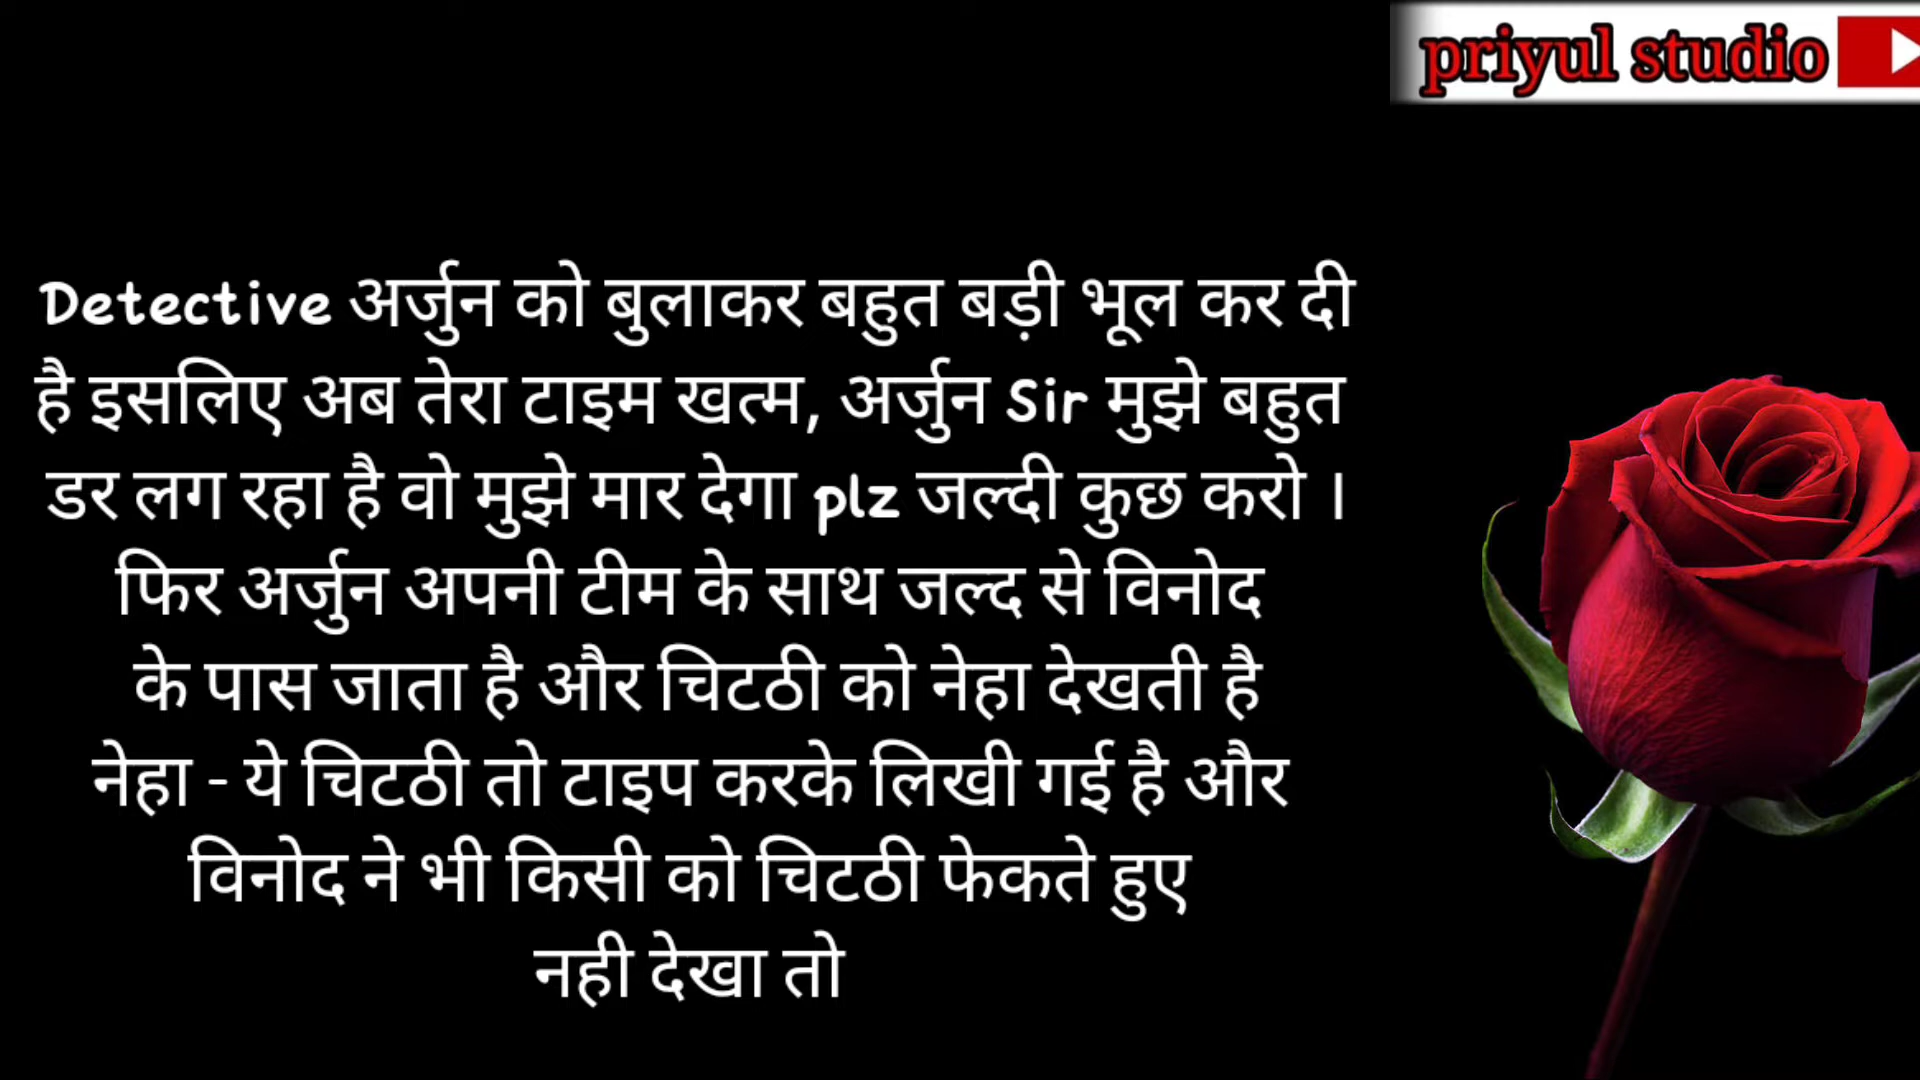 priyul studio
Detective अर्जुन को बुलाकर बहुत बड़ी भूल कर दी
है इसलिए अब तेरा टाइम खत्म, अर्जुन Sir मुझे बहुत
डर लग रहा है वो मुझे मार देगा plz जल्दी कुछ करो ।
फिर अर्जुन अपनी टीम के साथ जल्द से विनोद
के पास जाता है और चिटठी को नेहा देखती है
नेहा - ये चिटठी तो टाइप करके लिखी गई है और
विनोद ने भी किसी को चिटठी फेकते हुए
नही देखा तो